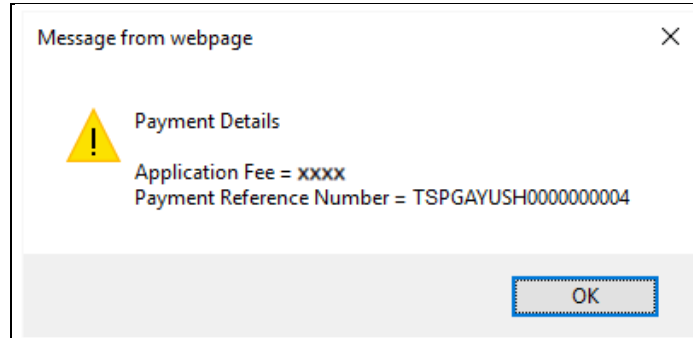 Message from webpage
Payment Details
Application Fee = xxxx
Payment Reference Number = TSPGAYUSH0000000004
OK